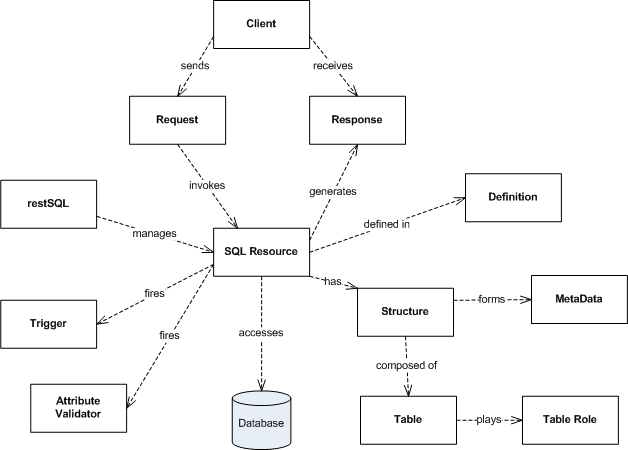 Client
sends
receives
Request
Response
invokes
generates
restSQL
Definition
manages
defined in
SQL Resource
has
fires
Structure
forms
MetaData
Trigger
fires
accesses
composed of
Attribute
Validator
Database
Table
plays
Table Role